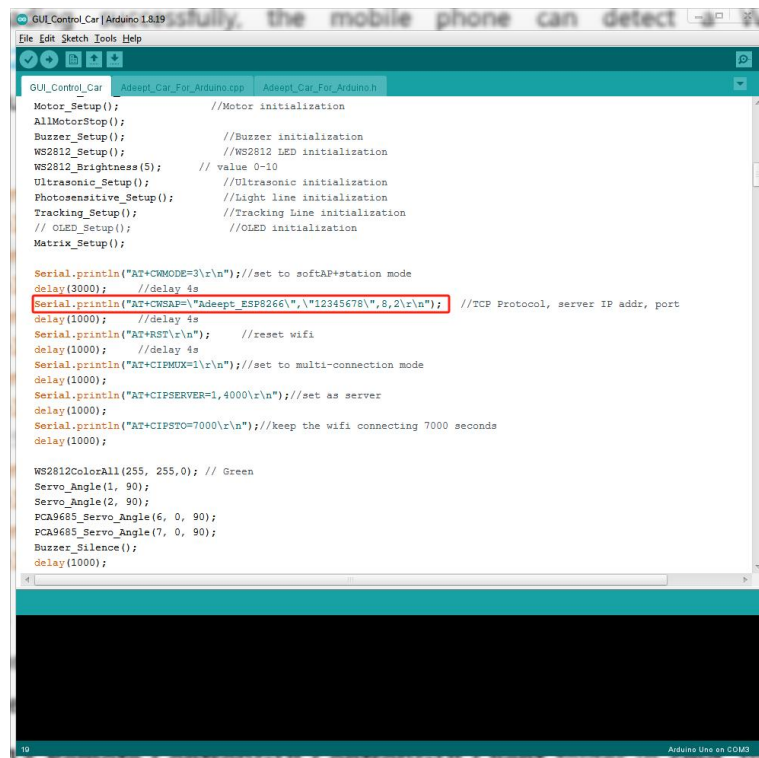 ding successfully, the mobile phone can detect a
GUI_Control_Car | Arduino 1.8.19
File Edit Sketch Tools Help
GUI_Control_Car Adeept_Car_For_Arduino.cpp Adeept_Car_For_Arduino.h
Motor_Setup(); //Motor initialization
AllMotorStop();
Buzzer_Setup(); //Buzzer initialization
WS2812_Setup(); //WS2812 LED initialization
WS2812_Brightness(5); // value 0-10
Ultrasonic_Setup(); //Ultrasonic initialization
Photosensitive_Setup(); //Light line initialization
Tracking_Setup(); //Tracking Line initialization
// OLED_Setup(); //OLED initialization
Matrix_Setup();
Serial.println("AT+CWMODE=3\r\n");//set to softAP+station mode
delay(3000); //delay 4s
Serial.println("AT+CWSAP=\"Adeept_ESP8266\",\"12345678\",8,2\r\n"); //TCP Protocol, server IP addr, port
delay(1000); //delay 4s
Serial.println("AT+RST\r\n"); //reset wifi
delay(1000); //delay 4s
Serial.println("AT+CIPMUX=1\r\n");//set to multi-connection mode
delay(1000);
Serial.println("AT+CIPSERVER=1,4000\r\n");//set as server
delay(1000);
Serial.println("AT+CIPSTO=7000\r\n");//keep the wifi connecting 7000 seconds
delay(1000);
WS2812ColorAll(255, 255,0); // Green
Servo_Angle(1, 90);
Servo_Angle(2, 90);
PCA9685_Servo_Angle(6, 0, 90);
PCA9685_Servo_Angle(7, 0, 90);
Buzzer_Silence();
delay(1000);
19 Arduino Uno on COM3